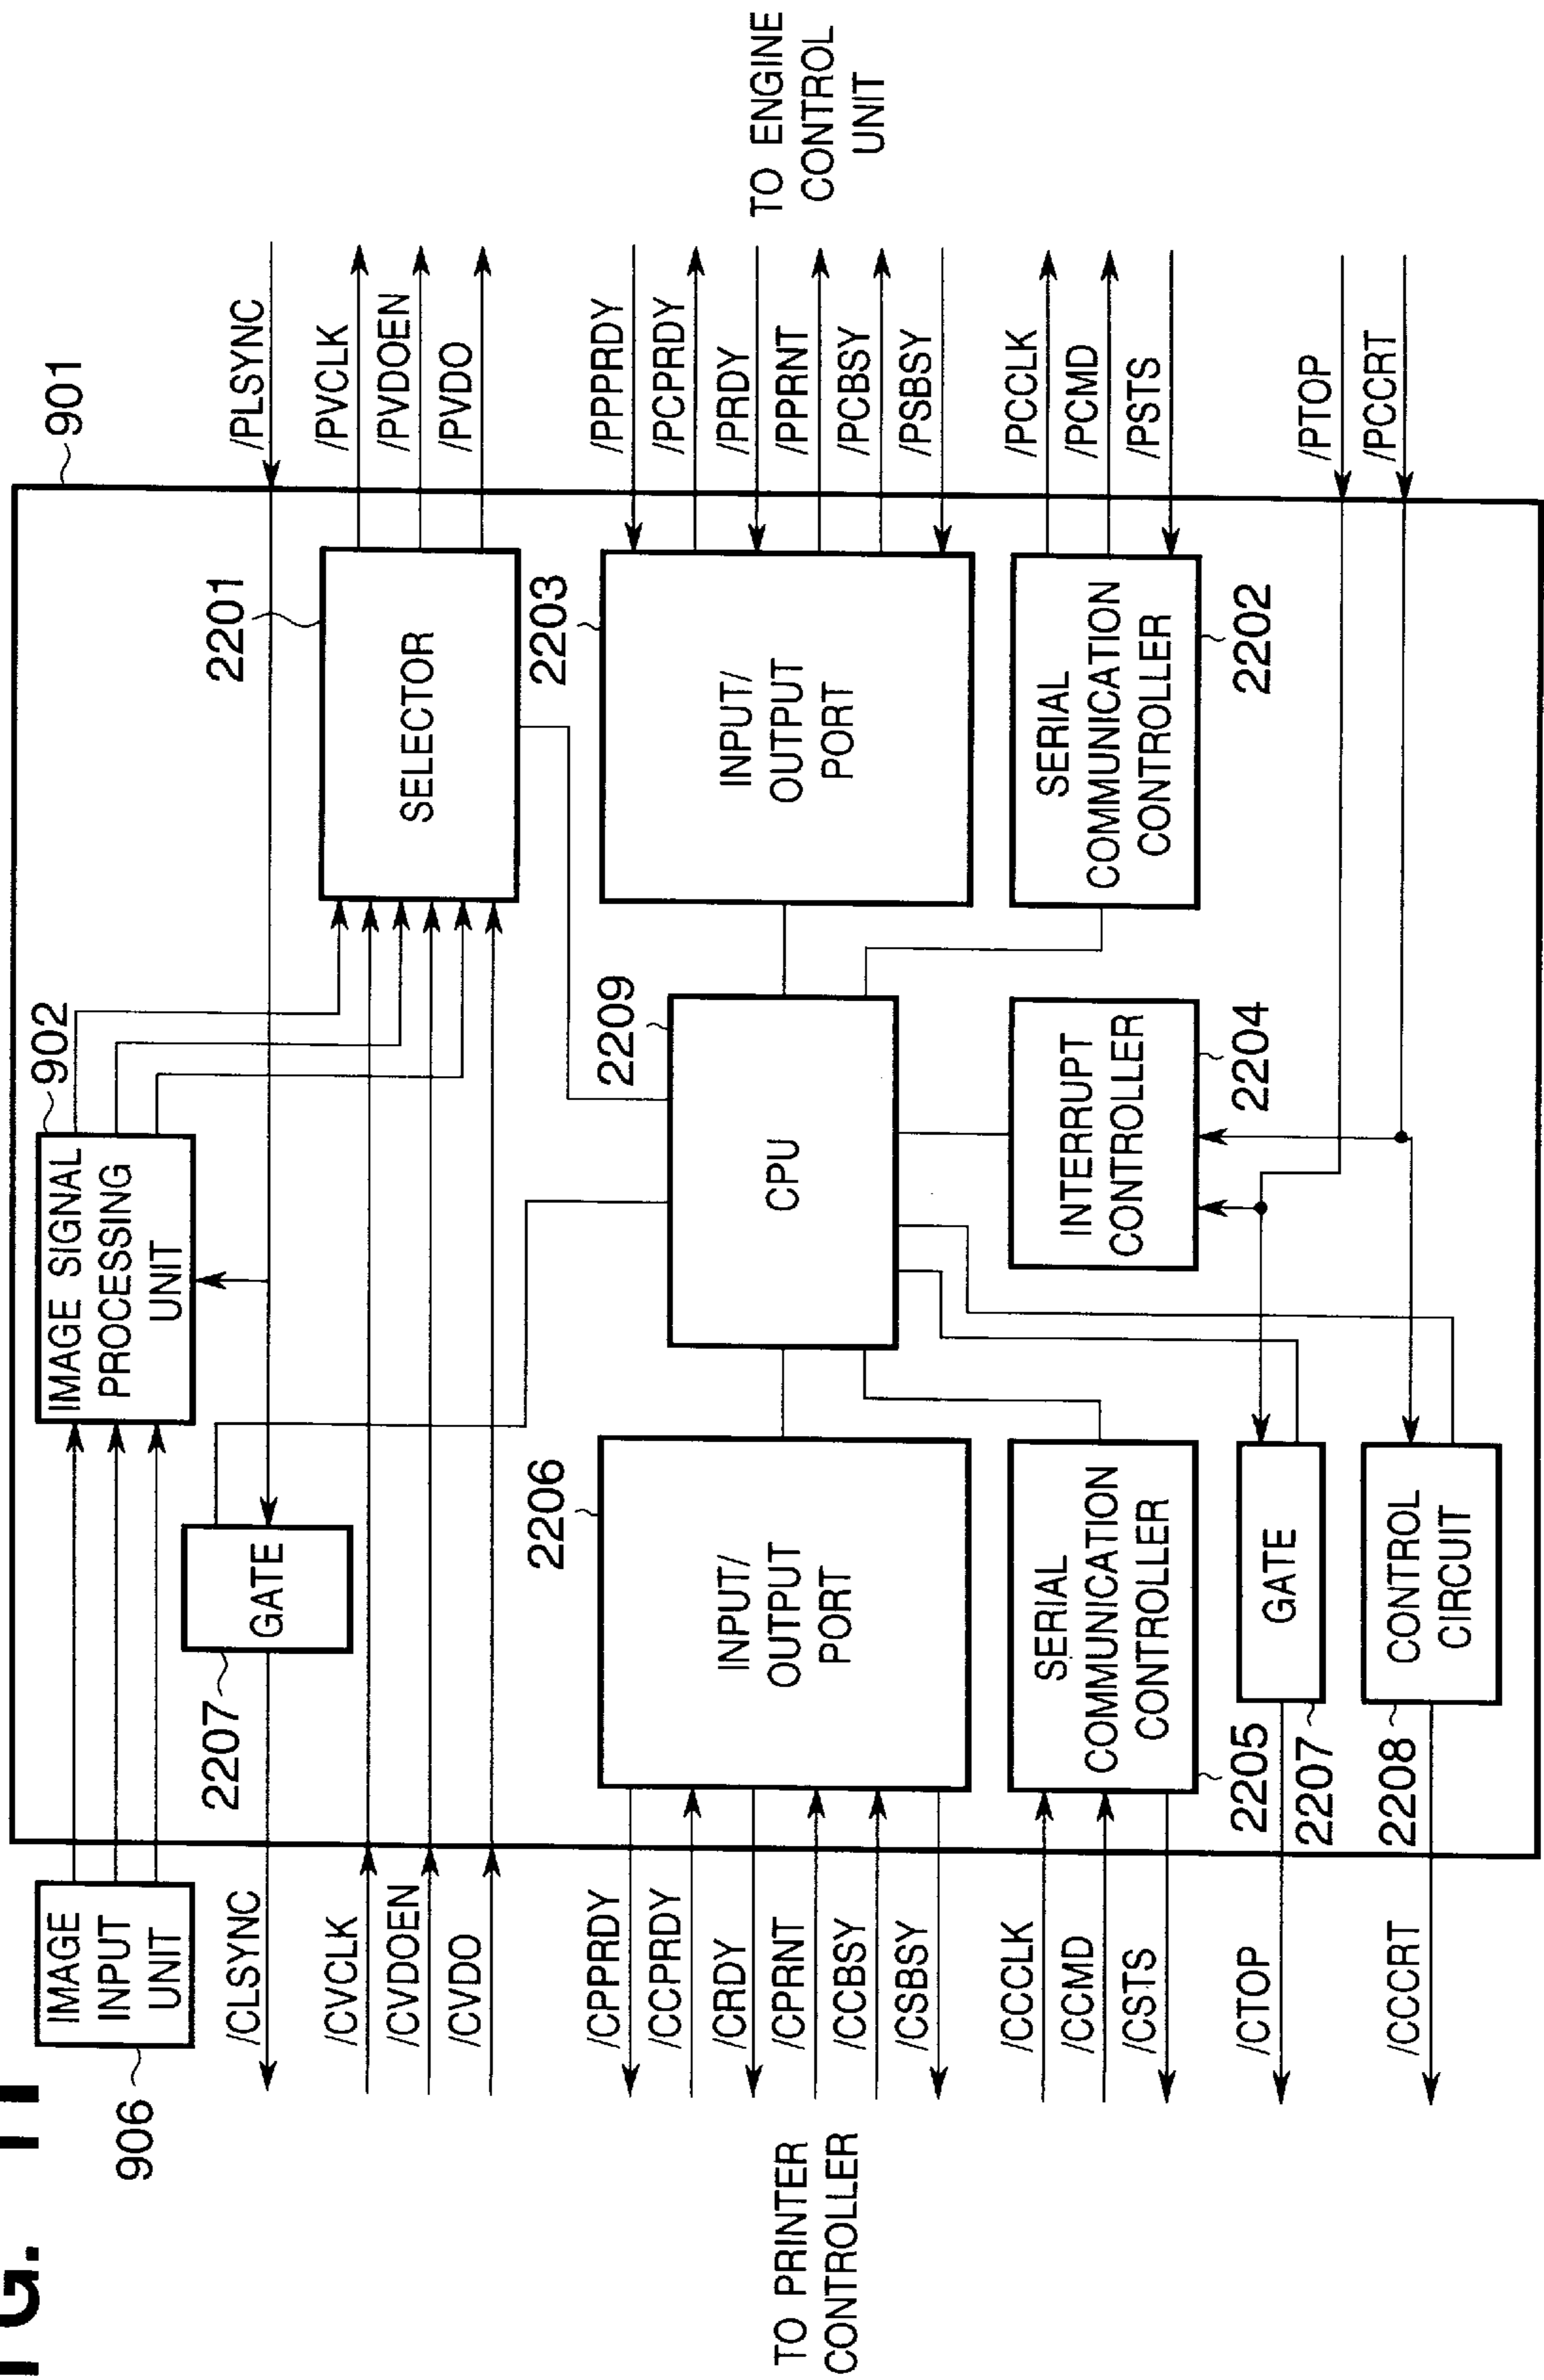 FIG. 11
901
/PLSYNC
/PVCLK
/PVDOEN
/PVDO
/PPPRDY
/PCPRDY
/PRDY
/PPRNT
/PCBSY
/PSBSY
/PCCLK
/PCMD
/PSTS
/PTOP
/PCCRT
TO ENGINE
CONTROL
UNIT
2201
SELECTOR
2203
INPUT/
OUTPUT
PORT
SERIAL
COMMUNICATION
CONTROLLER
2202
902
IMAGE SIGNAL
PROCESSING
UNIT
2209
CPU
INTERRUPT
CONTROLLER
2204
GATE
2207
2206
INPUT/
OUTPUT
PORT
SERIAL
COMMUNICATION
CONTROLLER
2205
GATE
2207
CONTROL
CIRCUIT
2208
IMAGE
INPUT
UNIT
906
/CLSYNC
/CVCLK
/CVDOEN
/CVDO
/CPPRDY
/CCPRDY
/CRDY
/CPRNT
/CCBSY
/CSBSY
/CCCLK
/CCMD
/CSTS
/CTOP
/CCCRT
TO PRINTER
CONTROLLER